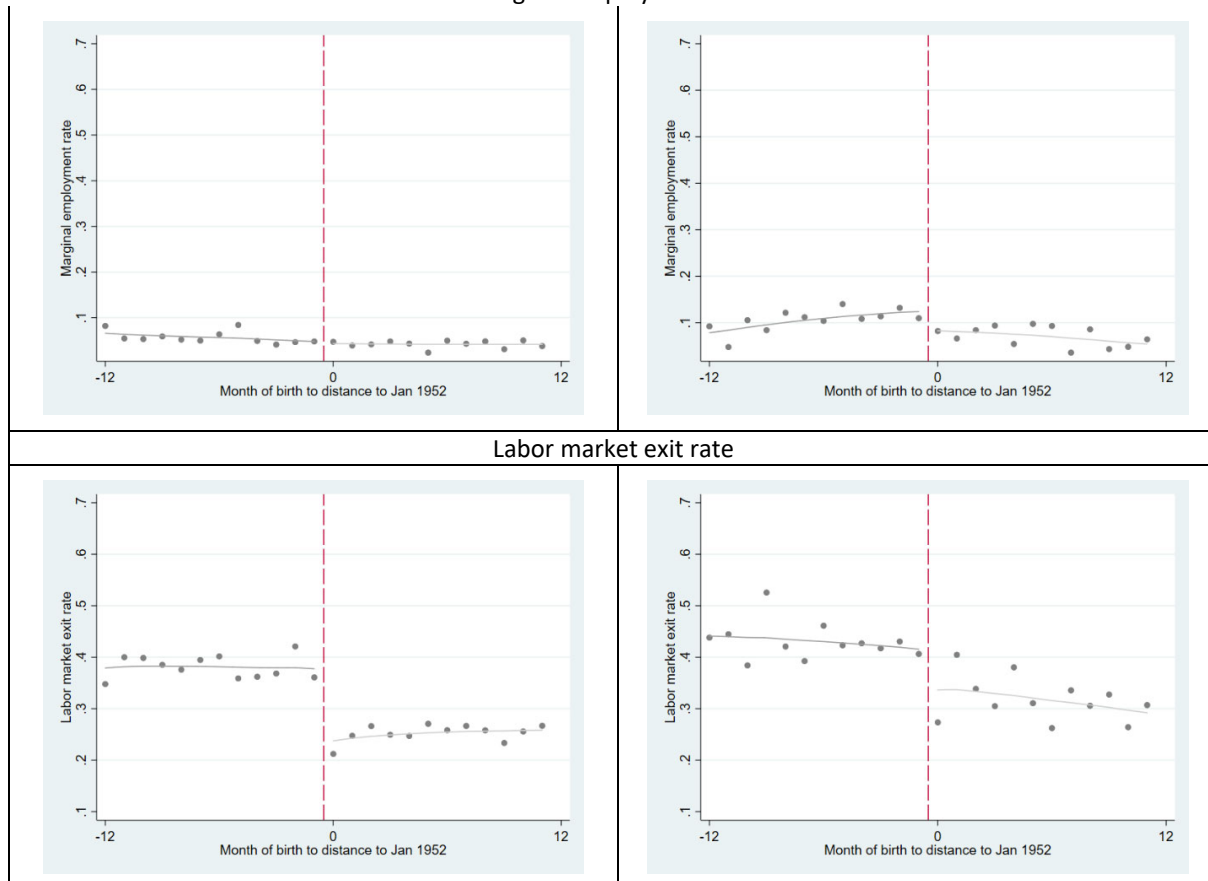 .7
.6
.5
.4
.3
.2
.1
Marginal employment rate
-12 0 12
Month of birth to distance to Jan 1952
.7
.6
.5
.4
.3
.2
.1
Marginal employment rate
-12 0 12
Month of birth to distance to Jan 1952
Labor market exit rate
.7
.6
.5
.4
.3
.2
.1
Labor market exit rate
-12 0 12
Month of birth to distance to Jan 1952
.7
.6
.5
.4
.3
.2
.1
Labor market exit rate
-12 0 12
Month of birth to distance to Jan 1952